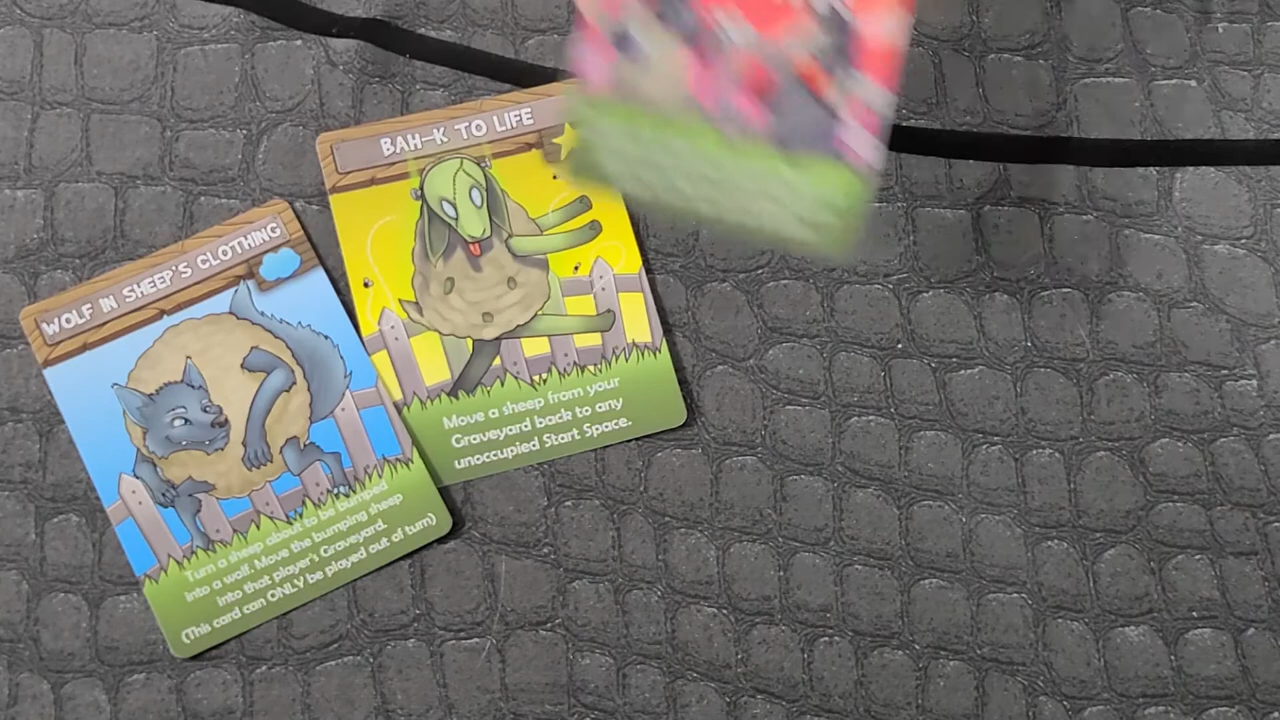 WOLF IN SHEEP'S CLOTHING
Turn a sheep about to be bumped
into a wolf. Move the bumping sheep
into that player's Graveyard.
(This card can ONLY be played out of turn)
BAH-K TO LIFE
Move a sheep from your
Graveyard back to any
unoccupied Start Space.